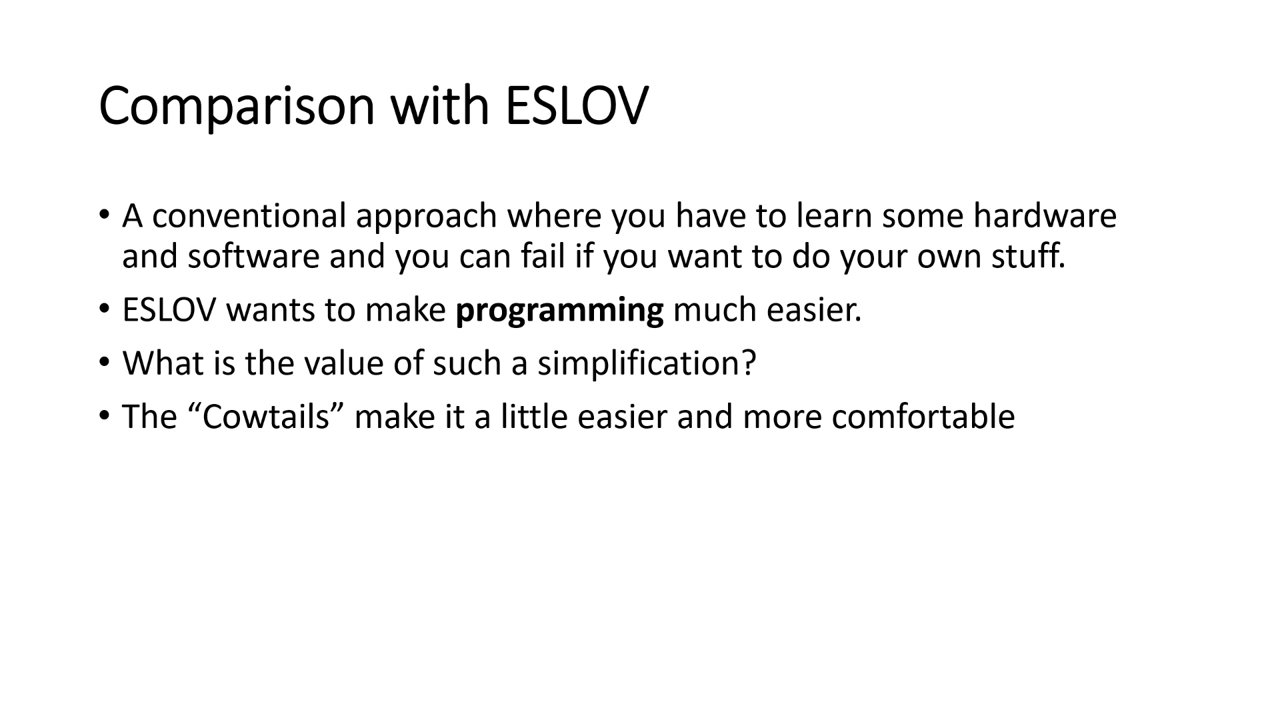 Comparison with ESLOV
• A conventional approach where you have to learn some hardware
and software and you can fail if you want to do your own stuff.
• ESLOV wants to make programming much easier.
• What is the value of such a simplification?
• The “Cowtails” make it a little easier and more comfortable